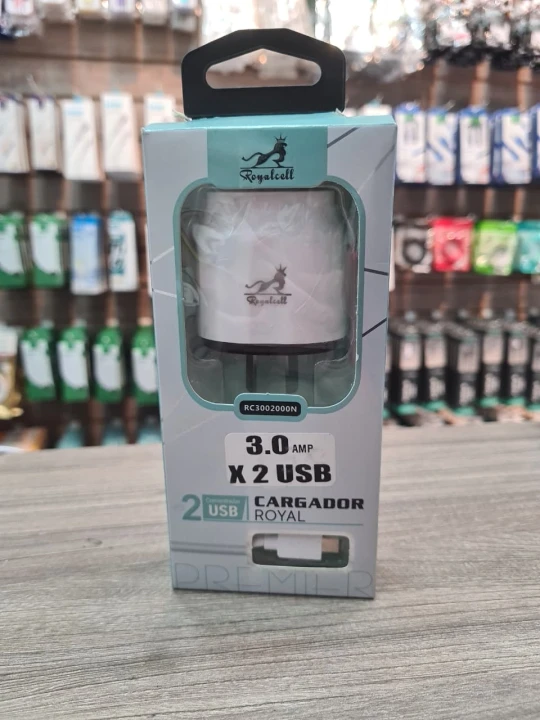 Royalcell
Royalcell
RC3002000N
3.0 AMP
X 2 USB
2 USB
CARGADOR
ROYAL
PREMIER